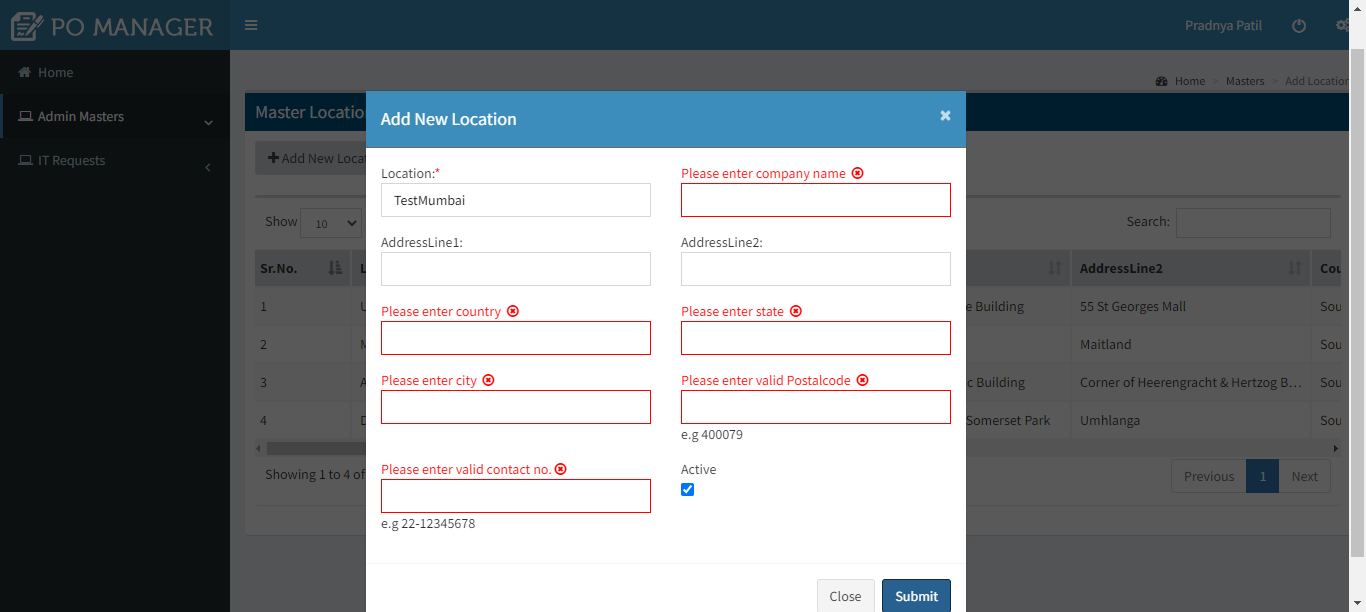 PO MANAGER
Pradnya Patil
Home
Admin Masters
IT Requests
Home > Masters > Add Location
Master Locatio
Add New Loca
Add New Location ×
Location:*
TestMumbai
Please enter company name
AddressLine1:
AddressLine2:
Please enter country
Please enter state
Please enter city
Please enter valid Postalcode
e.g 400079
Please enter valid contact no.
e.g 22-12345678
Active
Close
Submit
Show 10
Search:
Sr.No. L AddressLine2 Cou
1 e Building 55 St Georges Mall Sou
2 Maitland Sou
3 A c Building Corner of Heerengracht & Hertzog B... Sou
4 D Somerset Park Umhlanga Sou
Showing 1 to 4 of
Previous 1 Next